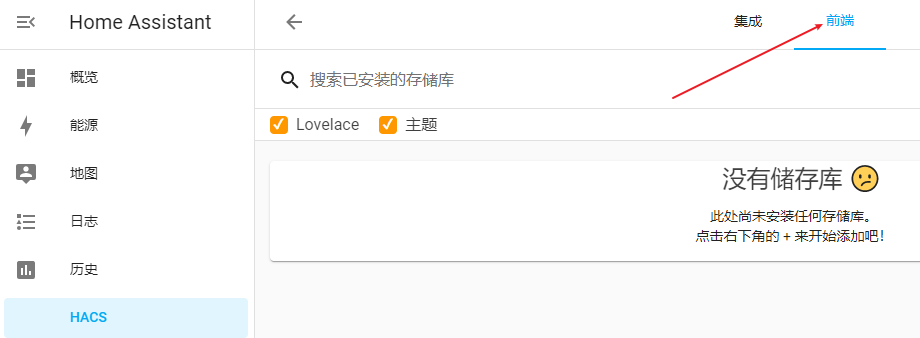 Home Assistant
集成 前端
概览
搜索已安装的存储库
能源
Lovelace 主题
地图
没有储存库
此处尚未安装任何存储库。
点击右下角的 + 来开始添加吧!
日志
历史
HACS